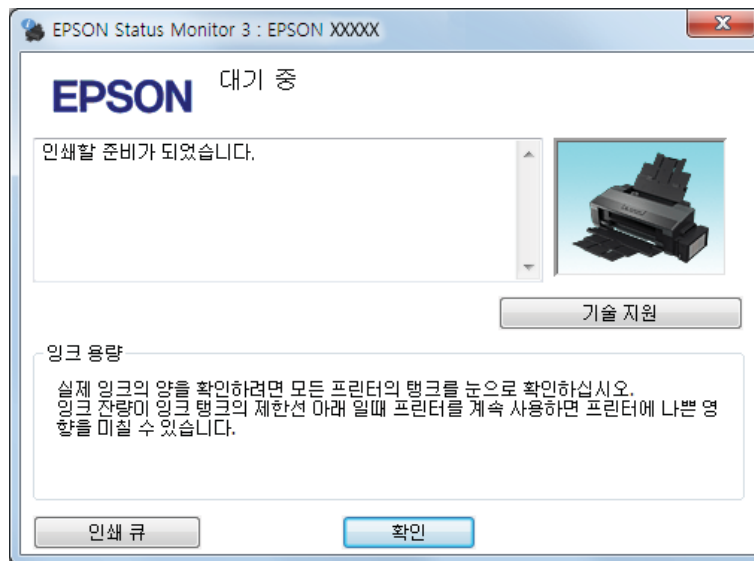 EPSON Status Monitor 3 : EPSON XXXXX
EPSON
대기 중
인쇄할 준비가 되었습니다.
기술 지원
잉크 용량
실제 잉크의 양을 확인하려면 모든 프린터의 탱크를 눈으로 확인하십시오.
잉크 잔량이 잉크 탱크의 제한선 아래 일때 프린터를 계속 사용하면 프린터에 나쁜 영
향을 미칠 수 있습니다.
인쇄 큐
확인